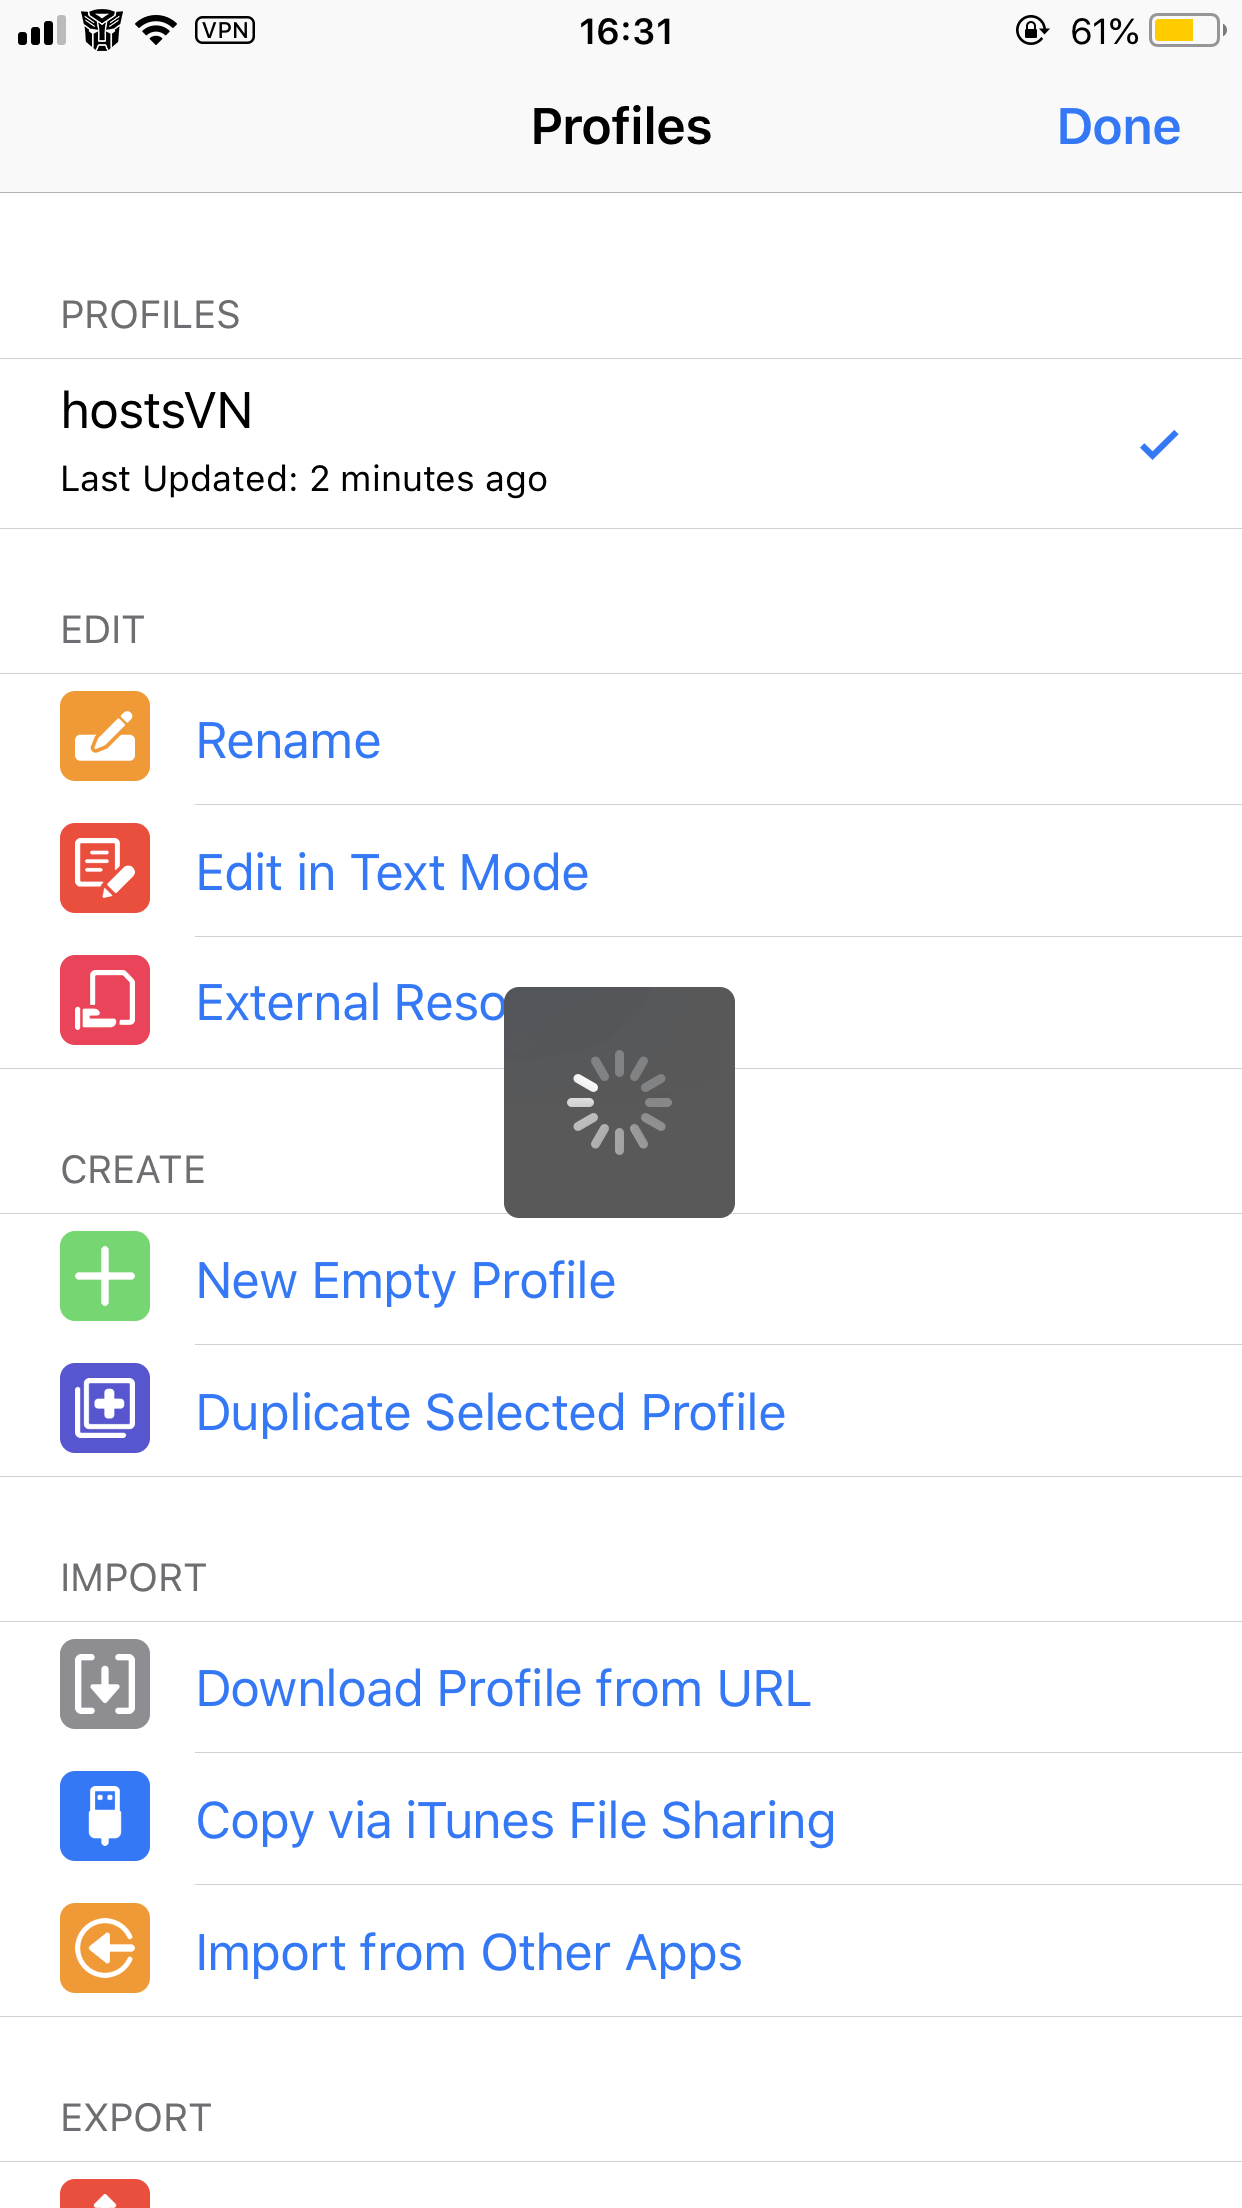 VPN
16:31
61%
Profiles
Done
PROFILES
hostsVN
Last Updated: 2 minutes ago
EDIT
Rename
Edit in Text Mode
External Reso
CREATE
New Empty Profile
Duplicate Selected Profile
IMPORT
Download Profile from URL
Copy via iTunes File Sharing
Import from Other Apps
EXPORT